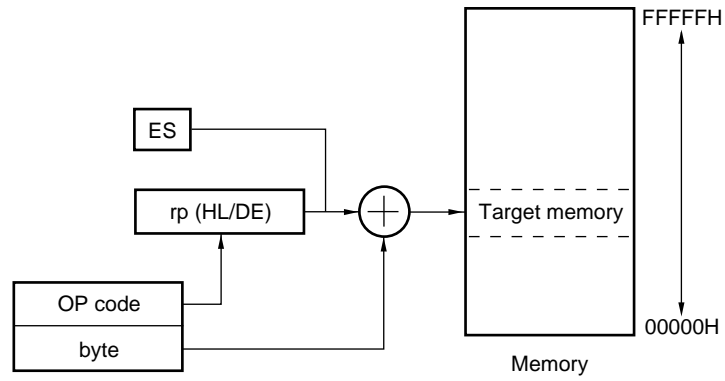 FFFFFH
ES
rp (HL/DE)
Target memory
OP code
byte
00000H
Memory